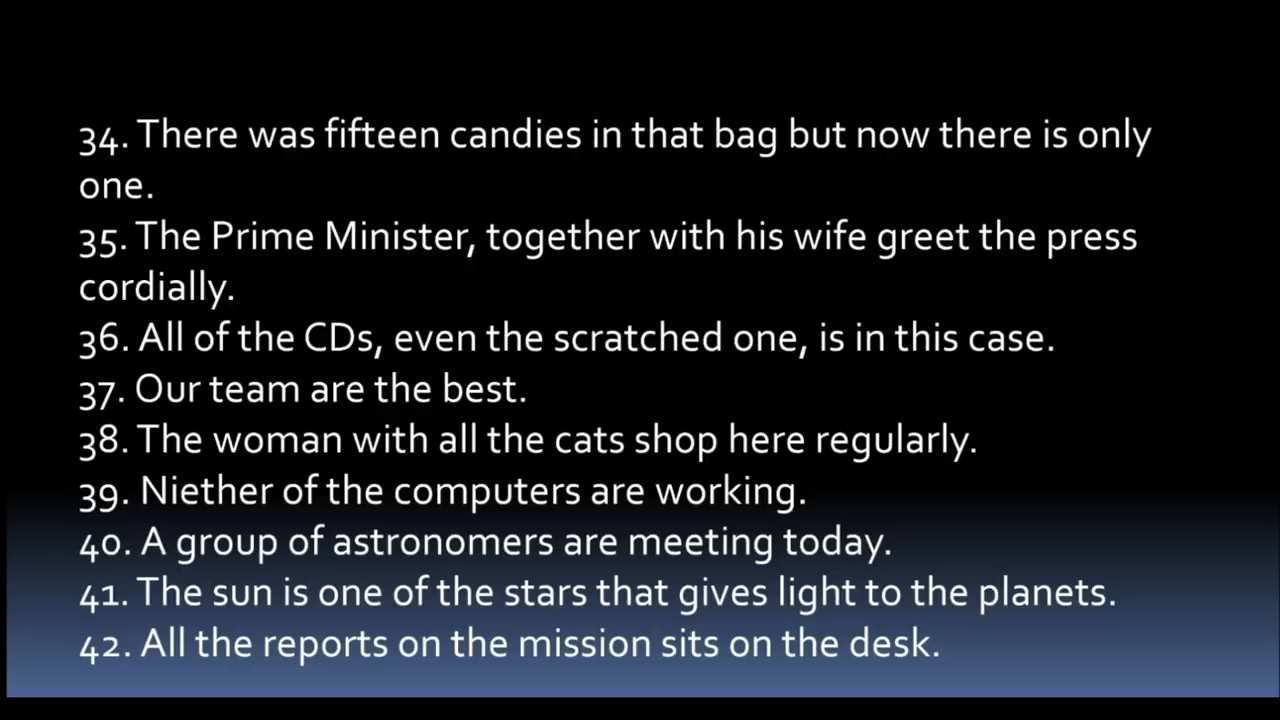 34. There was fifteen candies in that bag but now there is only
one.
35. The Prime Minister, together with his wife greet the press
cordially.
36. All of the CDs, even the scratched one, is in this case.
37. Our team are the best.
38. The woman with all the cats shop here regularly.
39. Niether of the computers are working.
40. A group of astronomers are meeting today.
41. The sun is one of the stars that gives light to the planets.
42. All the reports on the mission sits on the desk.